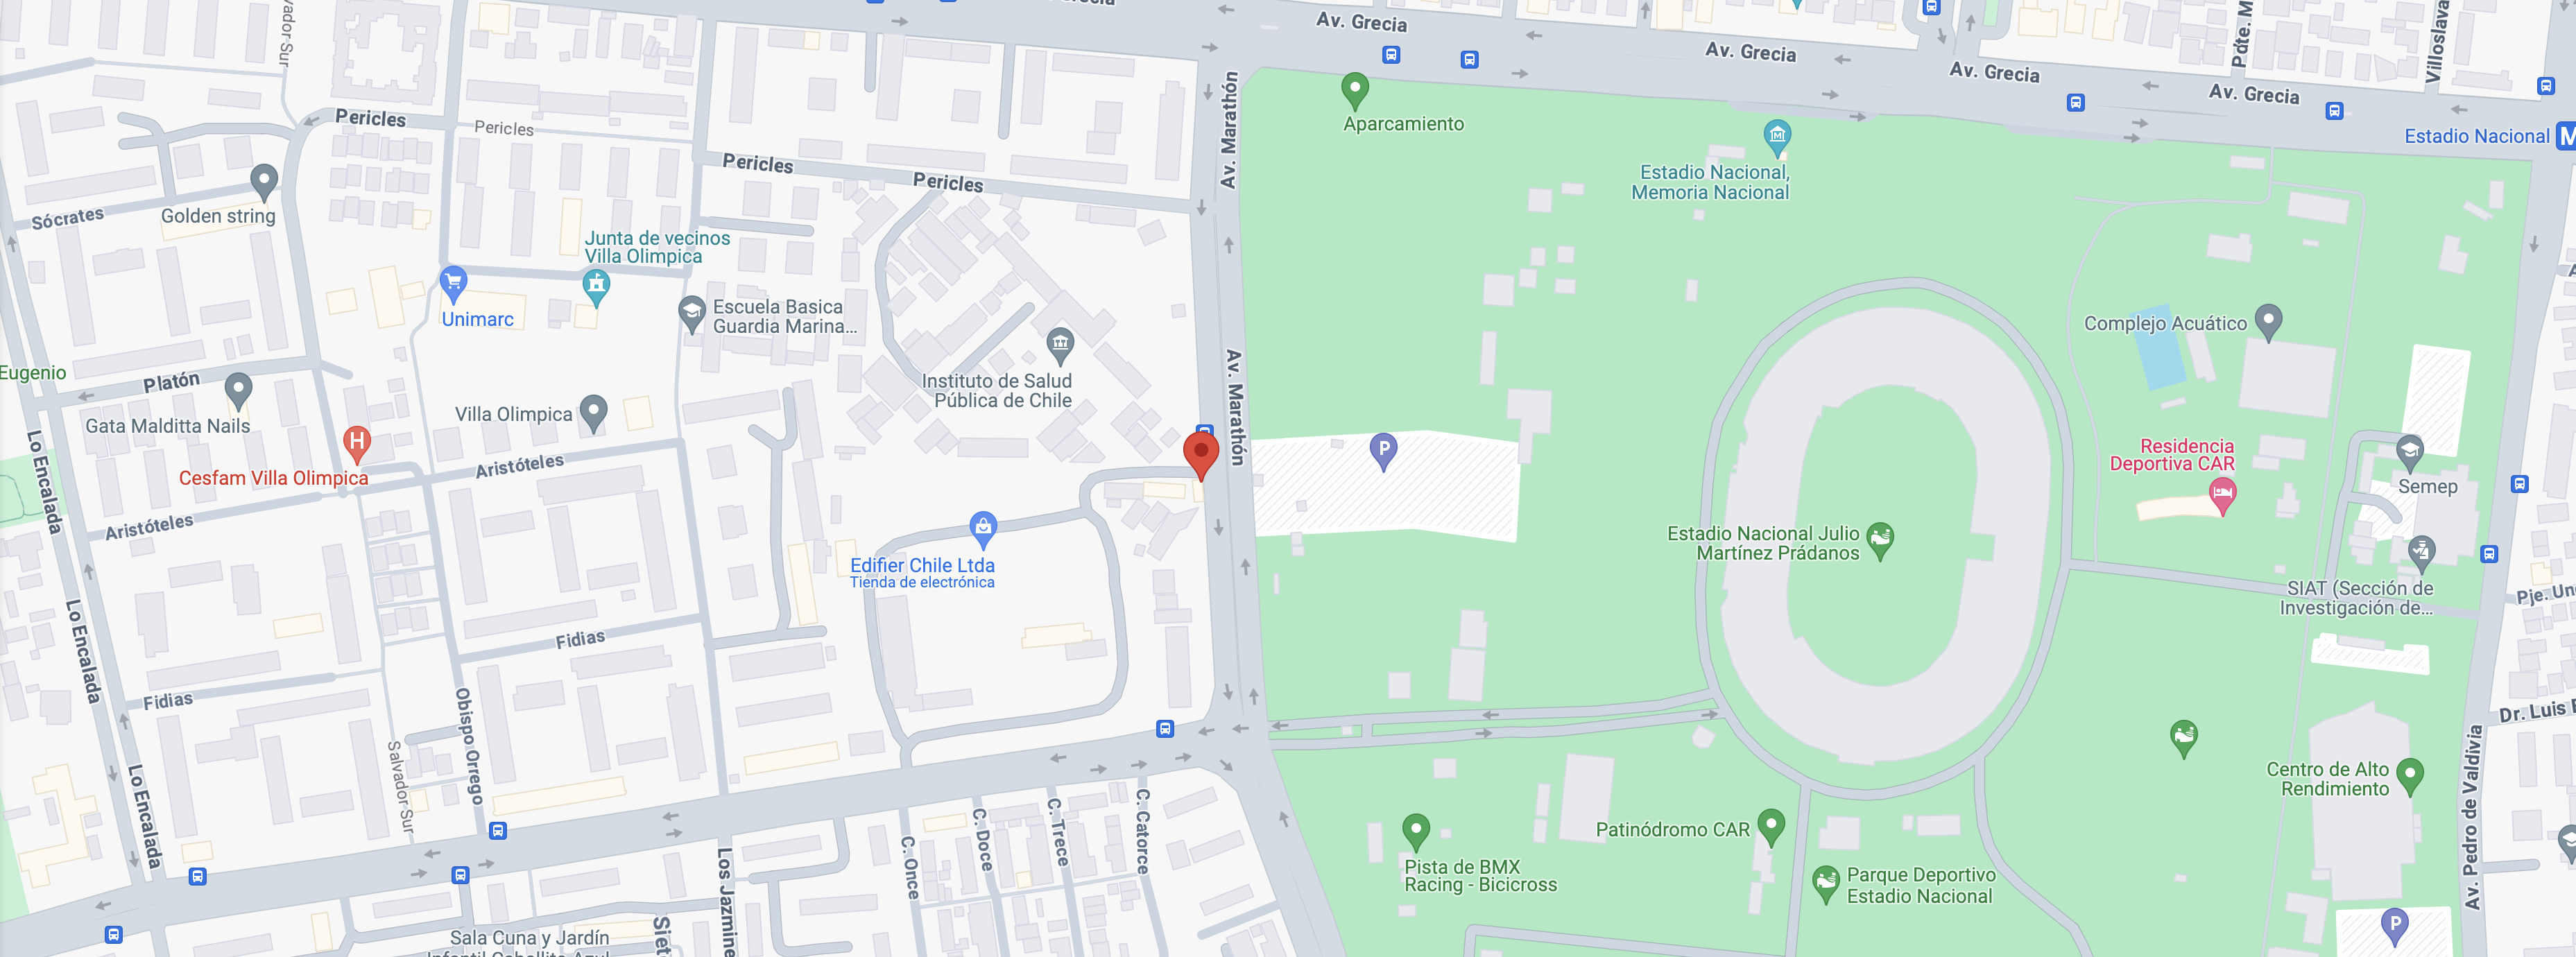 Av. Grecia
Av. Grecia
Av. Grecia
Av. Grecia
Pdte. M
Villoslava
Estadio Nacional
M
vador Sur
Pericles
Pericles
Pericles
Pericles
Av. Marathón
Aparcamiento
Estadio Nacional,
Memoria Nacional
Golden string
Sócrates
Junta de vecinos
Villa Olimpica
Unimarc
Escuela Basica
Guardia Marina...
Complejo Acuático
Eugenio
Platón
Gata Malditta Nails
Villa Olimpica
Instituto de Salud
Pública de Chile
Av. Marathón
H
Cesfam Villa Olimpica
Aristóteles
Aristóteles
P
Residencia
Deportiva CAR
Semep
Lo Encalada
Edifier Chile Ltda
Tienda de electrónica
Estadio Nacional Julio
Martínez Prádanos
SIAT (Sección de
Investigación de...
Pje. Un
Lo Encalada
Fidias
Fidias
Obispo Orrego
Salvador Sur
Lo Encalada
Dr. Luis
Av. Pedro de Valdivia
Centro de Alto
Rendimiento
C. Once
C. Doce
C. Trece
C. Catorce
Los Jazmine
Siet
Pista de BMX
Racing - Bicicross
Patinódromo CAR
Parque Deportivo
Estadio Nacional
P
Sala Cuna y Jardín